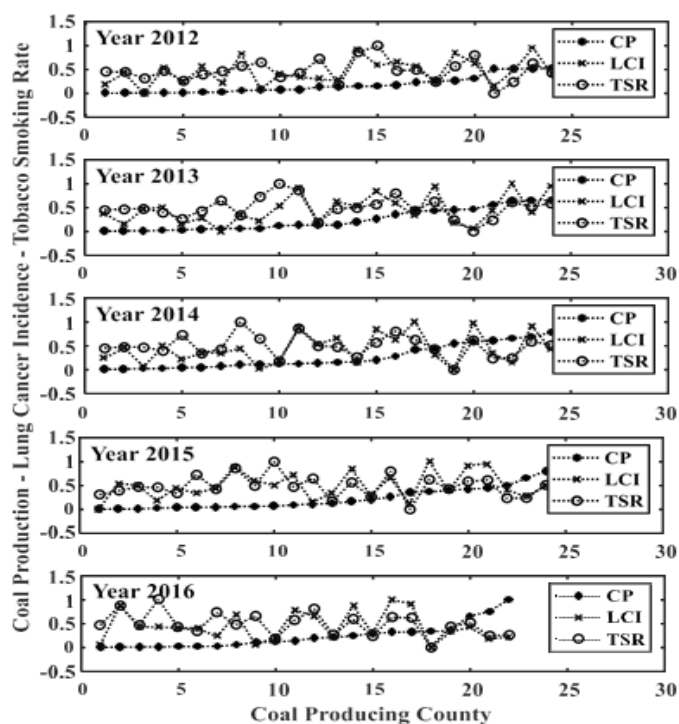 Coal Production - Lung Cancer Incidence - Tobacco Smoking Rate
1.5
1
0.5
0
-0.5
Year 2012
CP
LCI
TSR
0 5 10 15 20 25
1.5
1
0.5
0
-0.5
Year 2013
CP
LCI
TSR
0 5 10 15 20 25 30
1.5
1
0.5
0
-0.5
Year 2014
CP
LCI
TSR
0 5 10 15 20 25 30
1.5
1
0.5
0
-0.5
Year 2015
CP
LCI
TSR
0 5 10 15 20 25 30
1.5
1
0.5
0
-0.5
Year 2016
CP
LCI
TSR
0 5 10 15 20 25 30
Coal Producing County